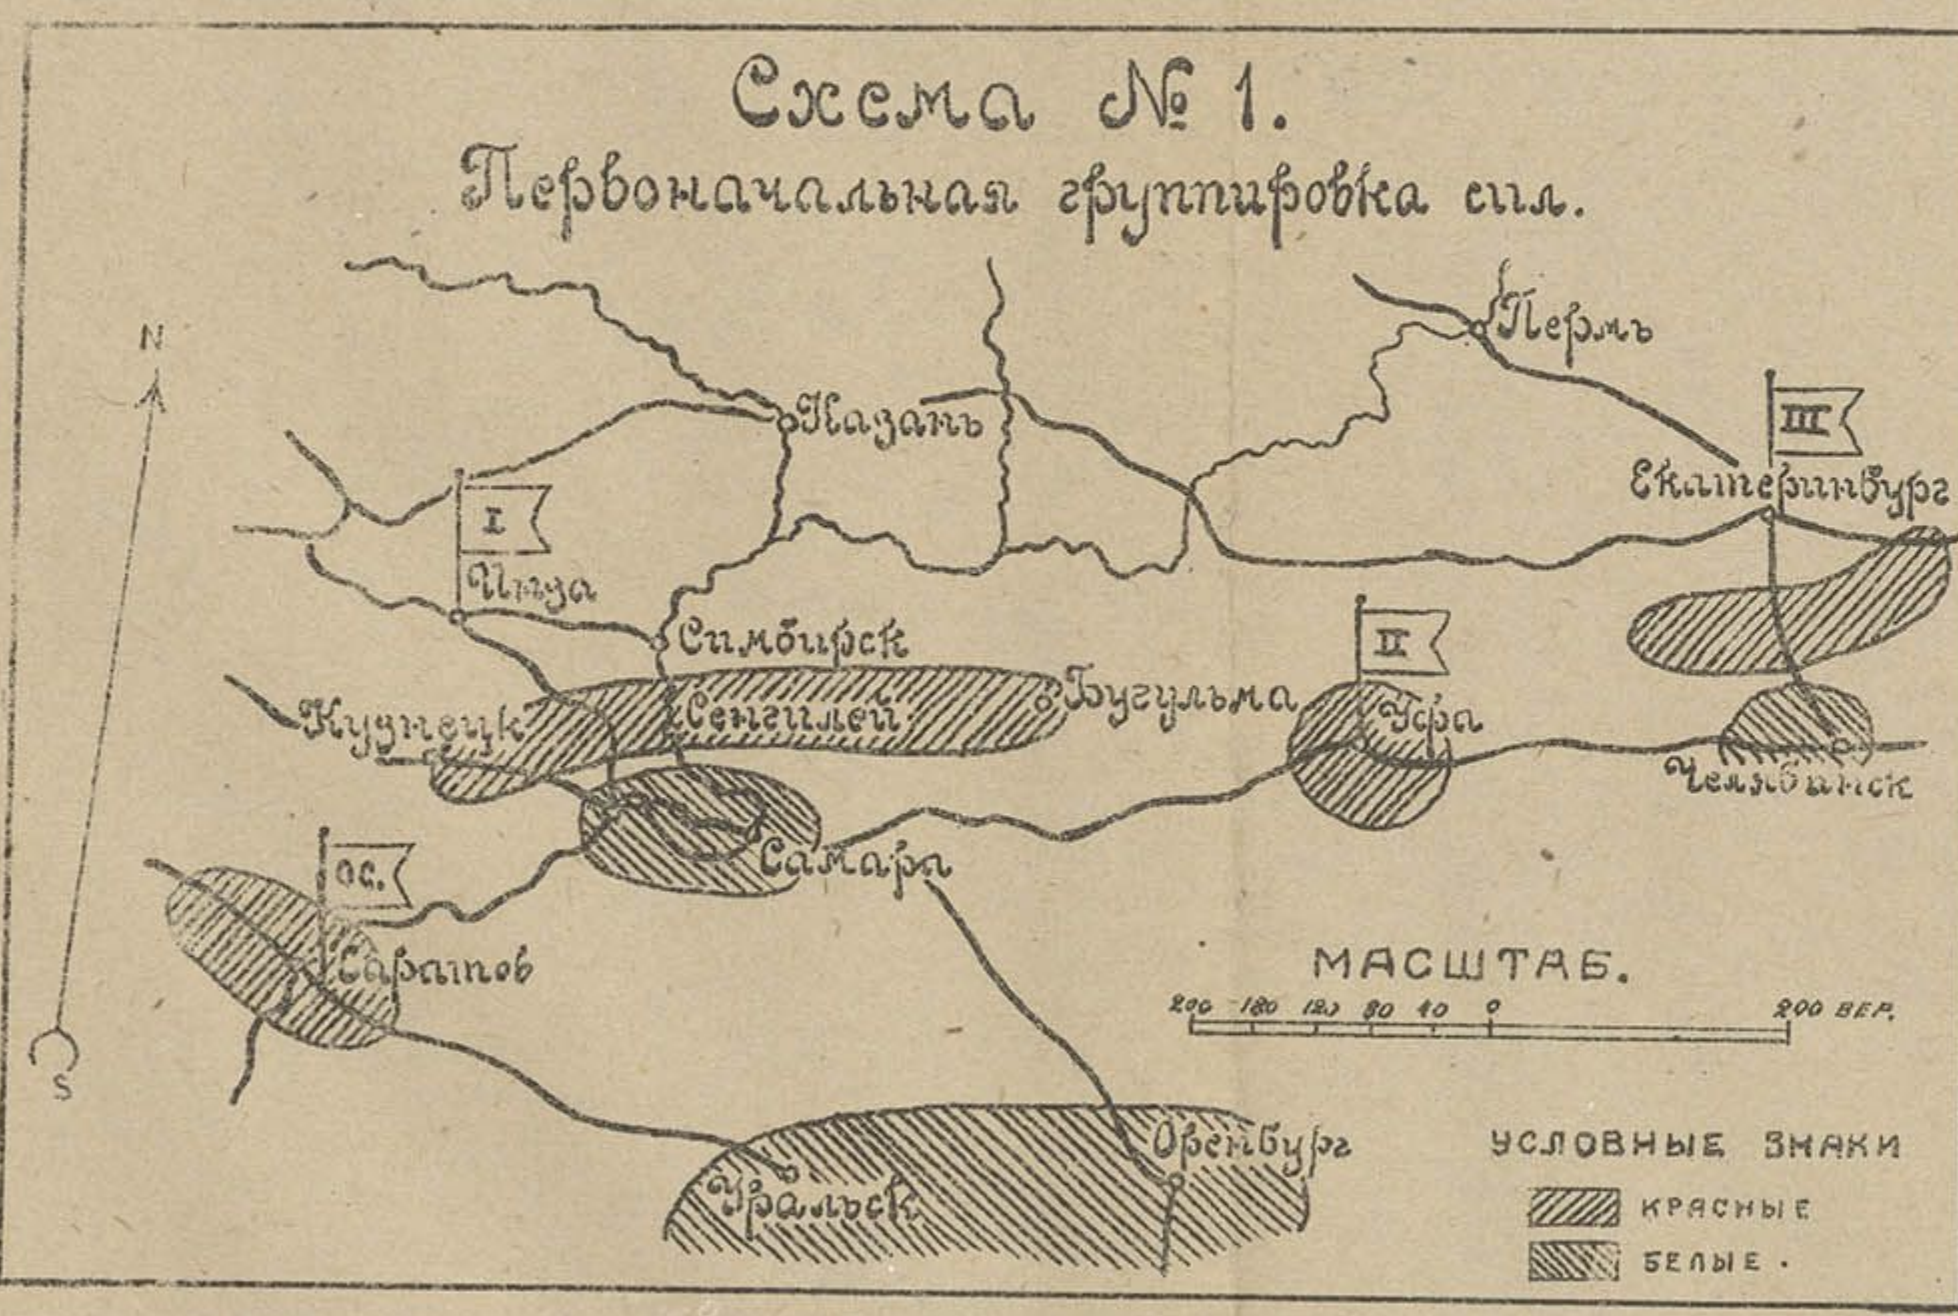 Схема № 1.
Первоначальная группировка сил.
N
Пермь
III
Казань
Екатеринбург
I
Инза
Симбирск
II
Бугульма
Сенгилей
Кузнецк
Уфа
Челябинск
Самара
ОС.
Саратов
МАСШТАБ.
200 180 120 80 40 0 200 ВЕР.
S
Оренбург
УСЛОВНЫЕ ЗНАКИ
Уральск
КРАСНЫЕ
БЕЛЫЕ.